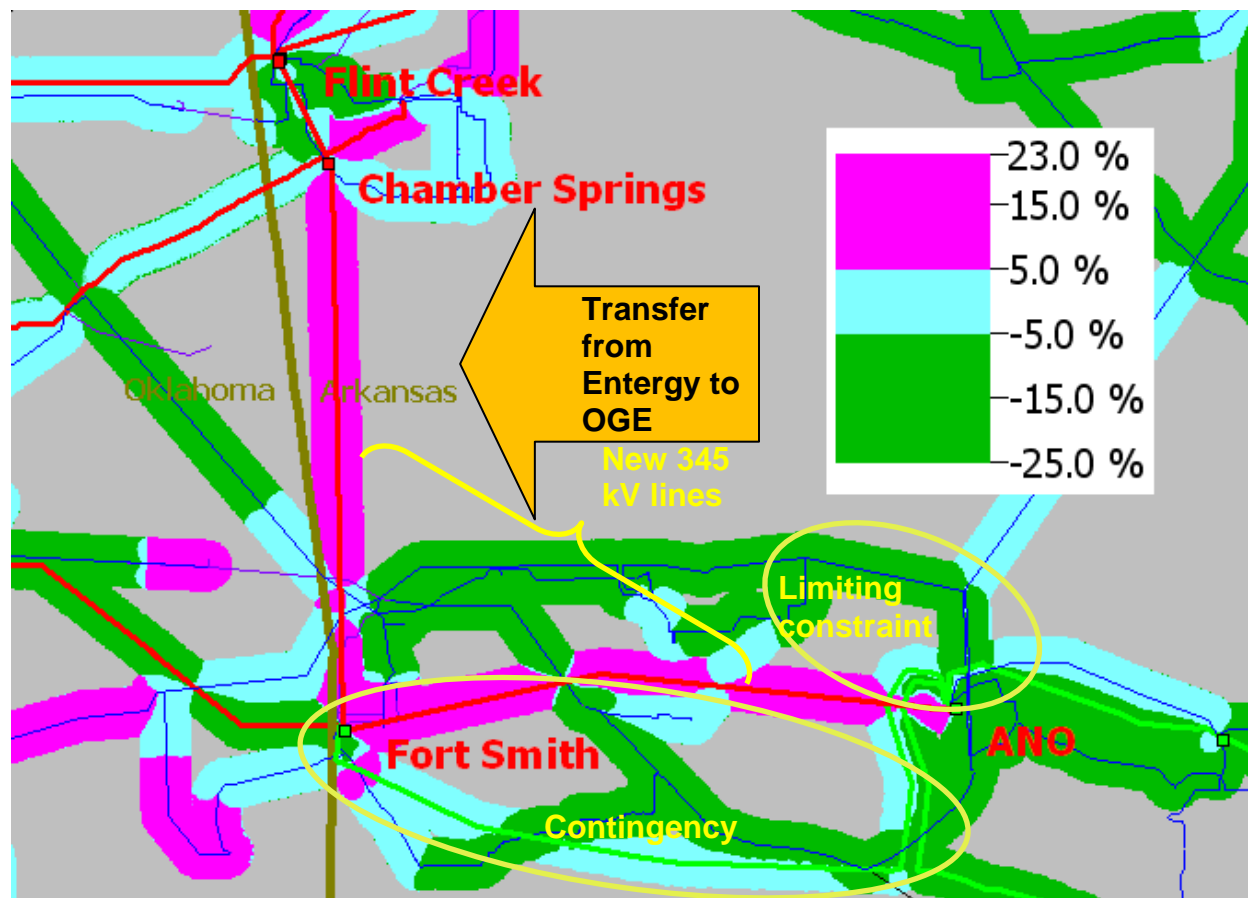 Flint Creek
Chamber Springs
23.0 %
15.0 %
5.0 %
-5.0 %
-15.0 %
-25.0 %
Transfer
from
Entergy to
OGE
Oklahoma
Arkansas
New 345
kV lines
Limiting
constraint
Fort Smith
ANO
Contingency